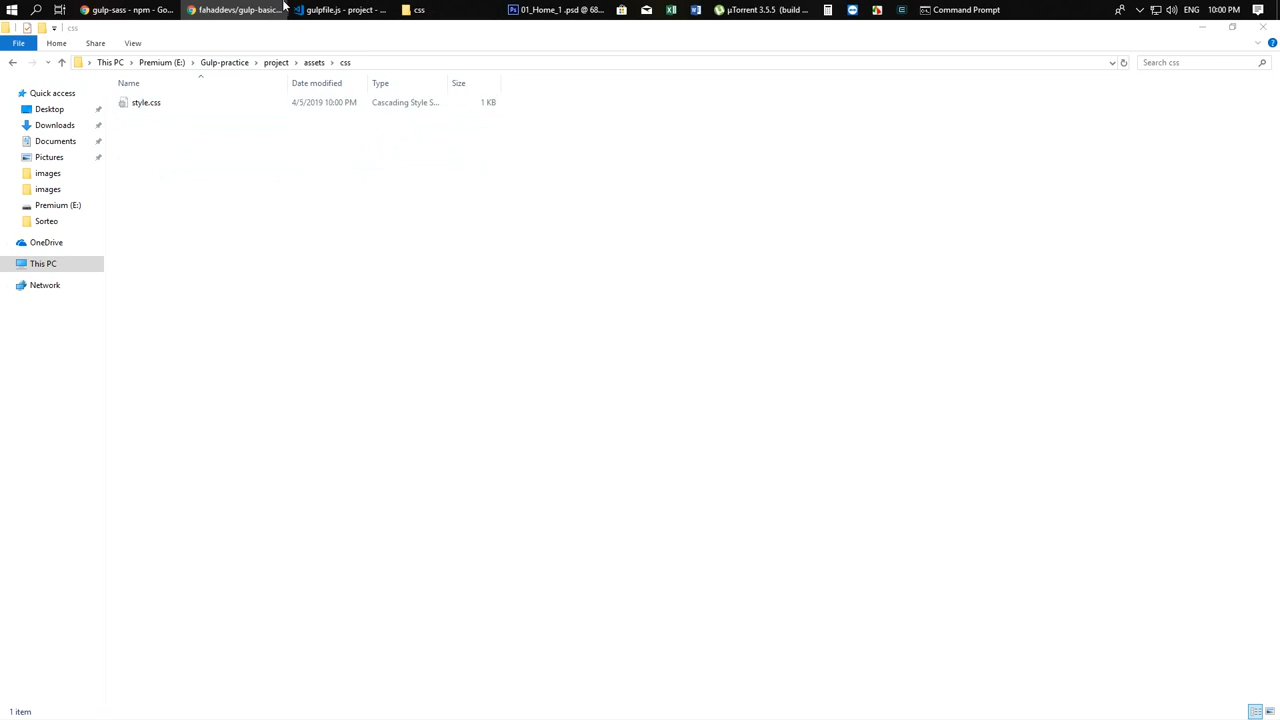 gulp-sass - npm - Go...
fahaddevs/gulp-basic...
gulpfile.js - project - ...
css
01_Home_1 .psd @ 68...
µTorrent 3.5.5 (build ...
Command Prompt
ENG
10:00 PM
css
File
Home
Share
View
This PC
Premium (E:)
Gulp-practice
project
assets
css
Search css
Name
Date modified
Type
Size
style.css
4/5/2019 10:00 PM
Cascading Style S...
1 KB
Quick access
Desktop
Downloads
Documents
Pictures
images
images
Premium (E:)
Sorteo
OneDrive
This PC
Network
1 item